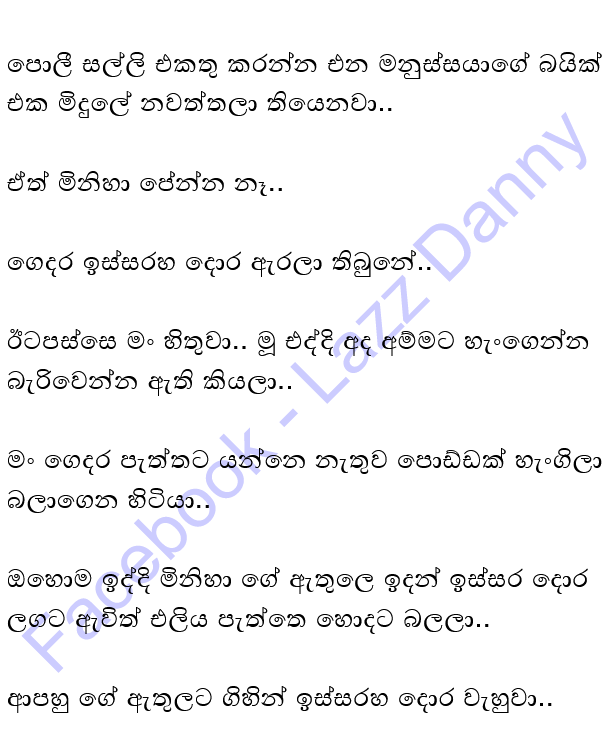 පොලී සල්ලි එකතු කරන්න එන මනුස්සයාගේ බයික්
එක මිදුලේ නවත්තලා තියෙනවා..
ඒත් මිනිහා පේන්න නෑ..
ගෙදර ඉස්සරහ දොර ඇරලා තිබුනේ..
ඊටපස්සෙ මං හිතුවා.. මූ එද්දි අද අම්මට හැංගෙන්න
බැරිවෙන්න ඇති කියලා..
මං ගෙදර පැත්තට යන්නෙ නැතුව පොඩ්ඩක් හැංගිලා
බලාගෙන හිටියා..
ඔහොම ඉද්දි මිනිහා ගේ ඇතුලෙ ඉදන් ඉස්සර දොර
ලගට ඇවිත් එලිය පැත්තෙ හොදට බලලා..
ආපහු ගේ ඇතුලට ගිහින් ඉස්සරහ දොර වැහුවා..
Facebook - Lazz Danny